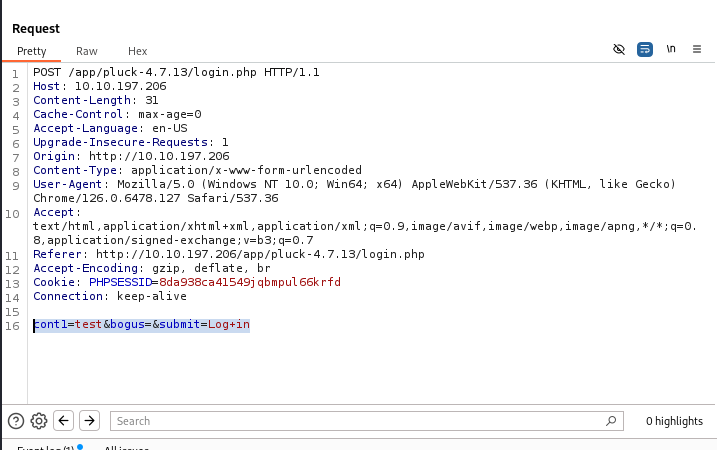 Request
Pretty Raw Hex \n
1 POST /app/pluck-4.7.13/login.php HTTP/1.1
2 Host: 10.10.197.206
3 Content-Length: 31
4 Cache-Control: max-age=0
5 Accept-Language: en-US
6 Upgrade-Insecure-Requests: 1
7 Origin: http://10.10.197.206
8 Content-Type: application/x-www-form-urlencoded
9 User-Agent: Mozilla/5.0 (Windows NT 10.0; Win64; x64) AppleWebKit/537.36 (KHTML, like Gecko)
Chrome/126.0.6478.127 Safari/537.36
10 Accept:
text/html,application/xhtml+xml,application/xml;q=0.9,image/avif,image/webp,image/apng,*/*;q=0.
8,application/signed-exchange;v=b3;q=0.7
11 Referer: http://10.10.197.206/app/pluck-4.7.13/login.php
12 Accept-Encoding: gzip, deflate, br
13 Cookie: PHPSESSID=8da938ca41549jqbmpul66krfd
14 Connection: keep-alive
15
16 cont1=test&bogus=&submit=Log+in
Search 0 highlights
Event log (1) All issues